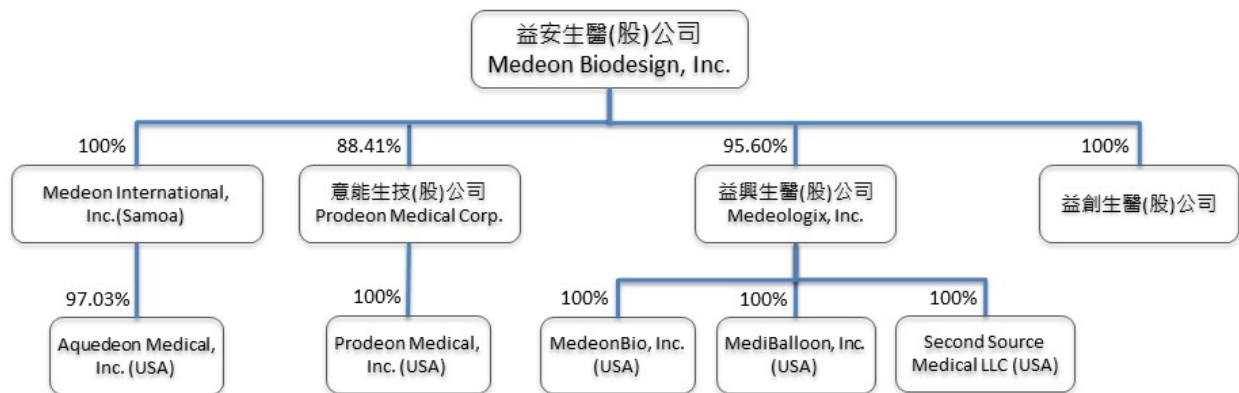 益安生醫(股)公司
Medeon Biodesign, Inc.
100%
88.41%
95.60%
100%
Medeon International,
Inc.(Samoa)
意能生技(股)公司
Prodeon Medical Corp.
益興生醫(股)公司
Medeologix, Inc.
益創生醫(股)公司
97.03%
100%
100%
100%
100%
Aquedeon Medical,
Inc. (USA)
Prodeon Medical,
Inc. (USA)
MedeonBio, Inc.
(USA)
MediBalloon, Inc.
(USA)
Second Source
Medical LLC (USA)